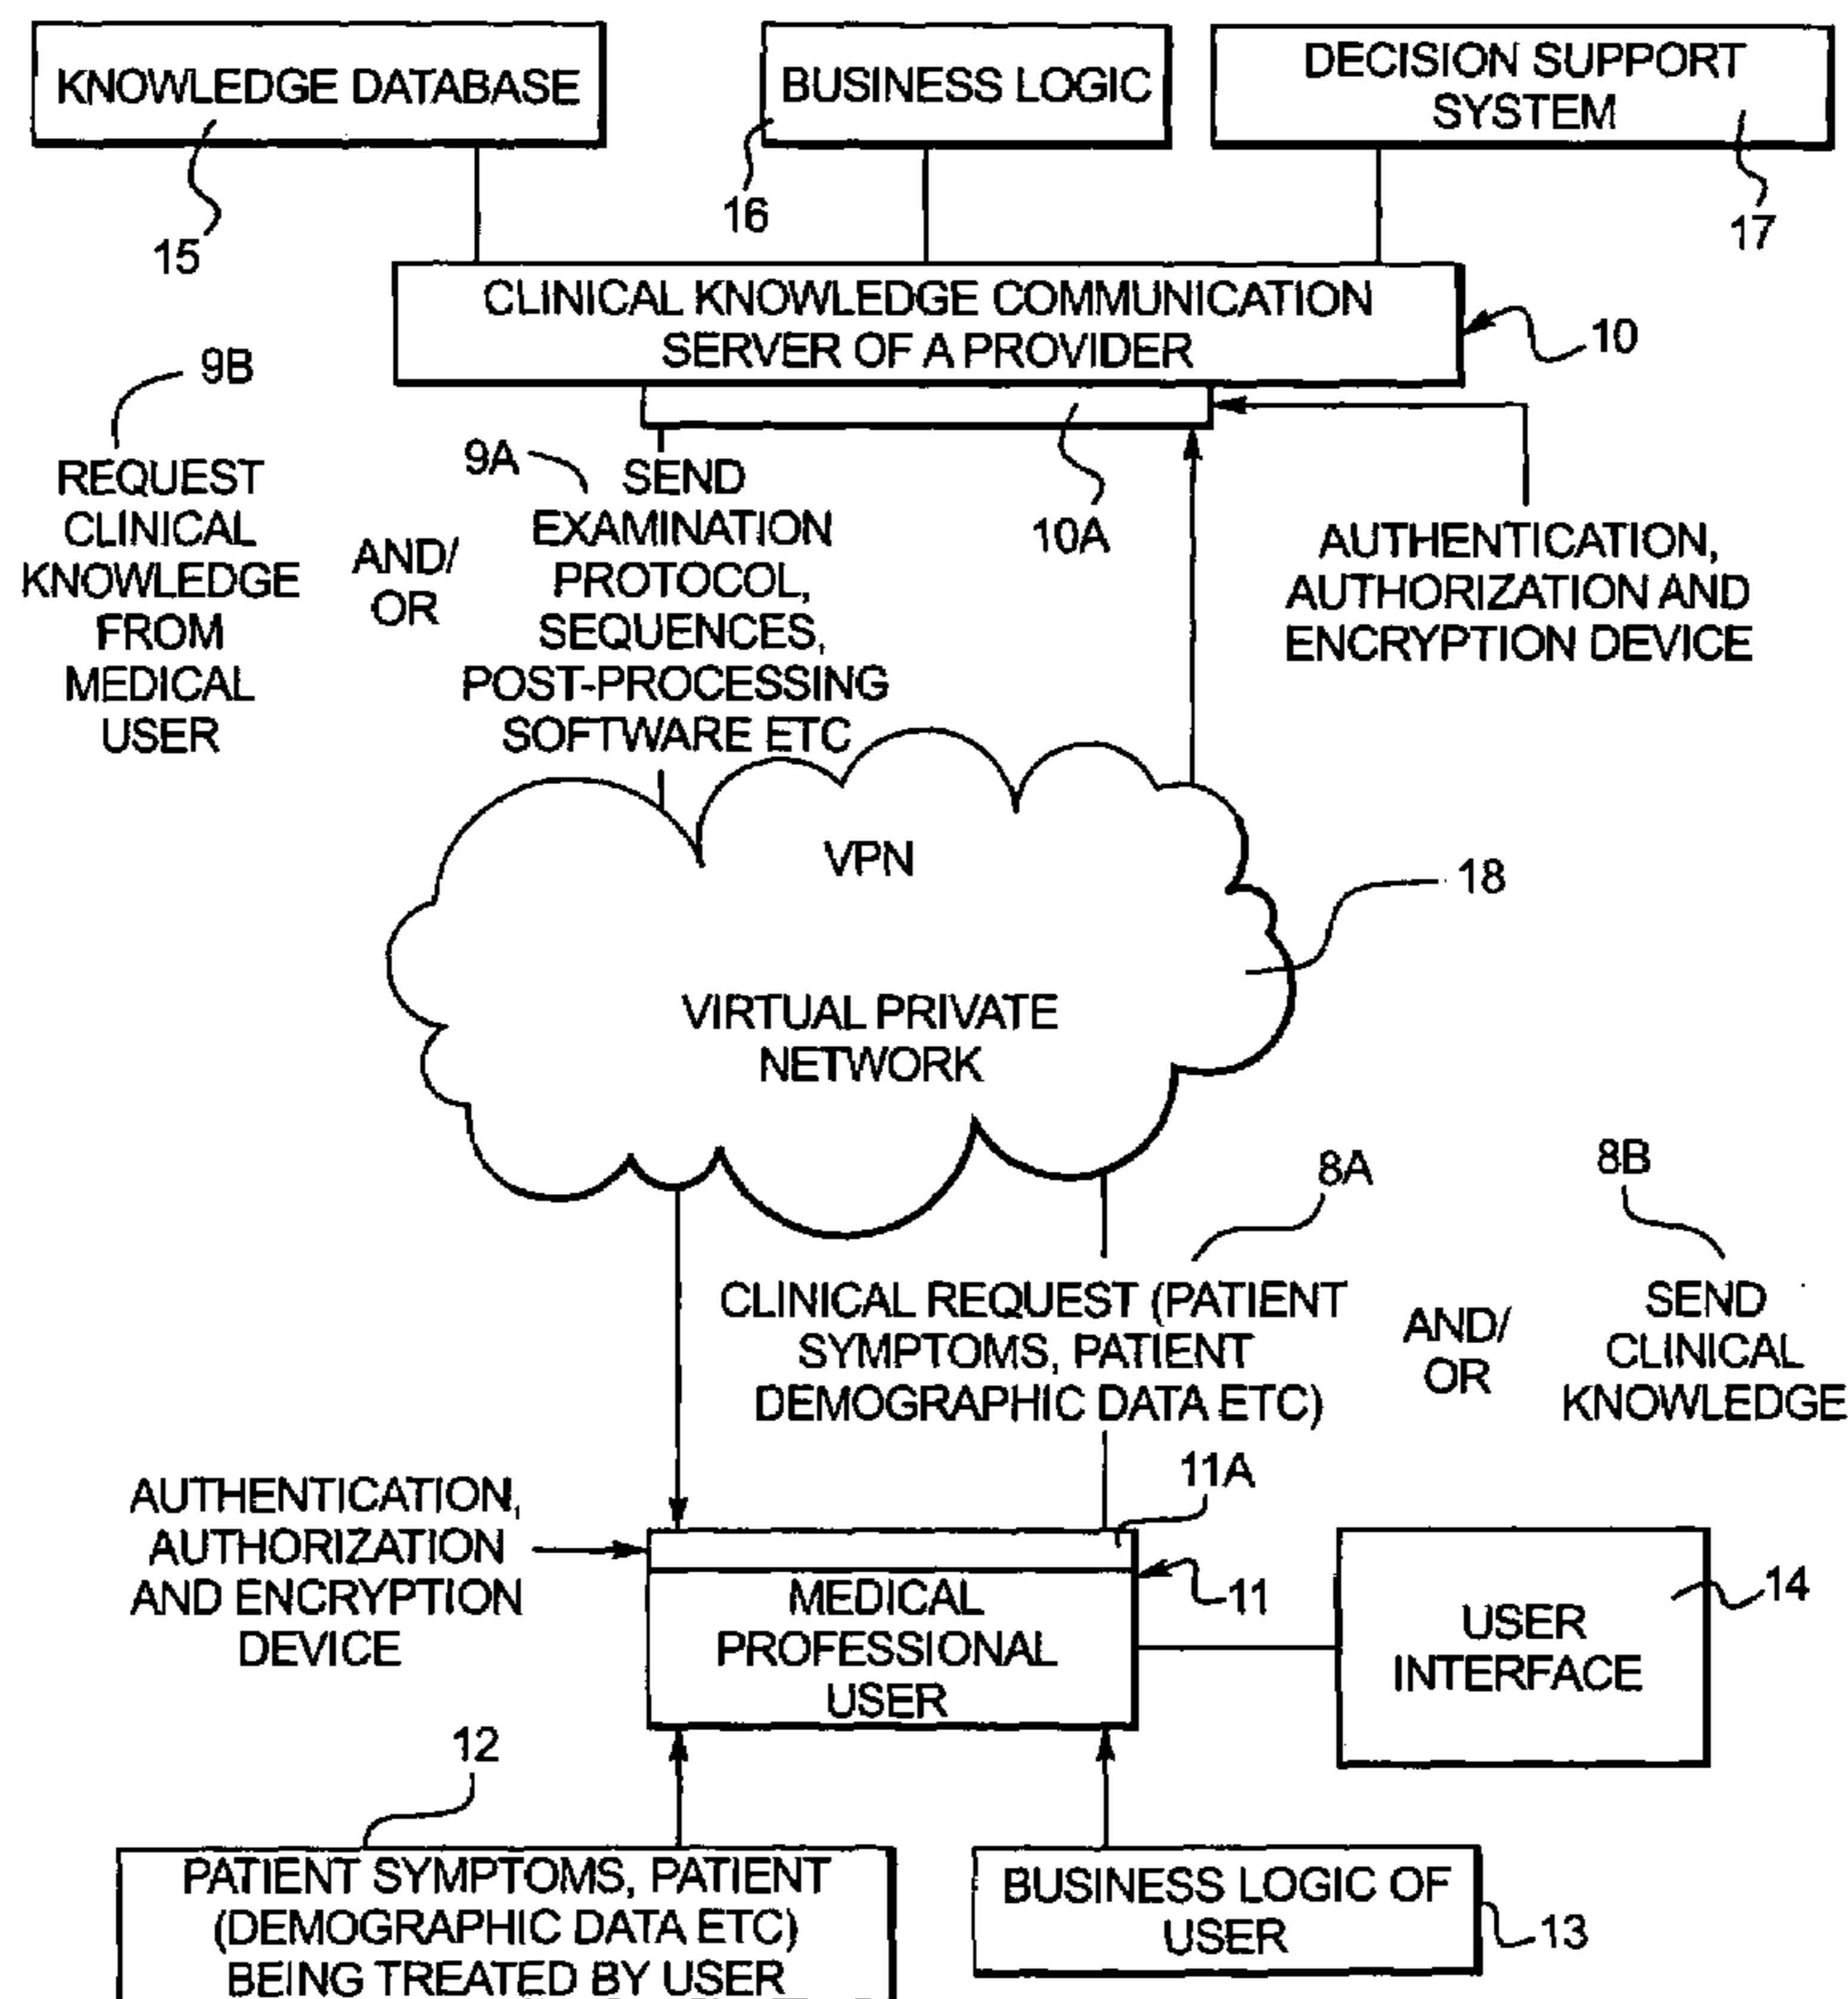 KNOWLEDGE DATABASE
BUSINESS LOGIC
DECISION SUPPORT
SYSTEM
15
16
17
CLINICAL KNOWLEDGE COMMUNICATION
SERVER OF A PROVIDER
10
10A
9B
REQUEST
CLINICAL
KNOWLEDGE
FROM
MEDICAL
USER
AND/
OR
9A
SEND
EXAMINATION
PROTOCOL,
SEQUENCES,
POST-PROCESSING
SOFTWARE ETC
AUTHENTICATION,
AUTHORIZATION AND
ENCRYPTION DEVICE
VPN
VIRTUAL PRIVATE
NETWORK
18
8A
CLINICAL REQUEST (PATIENT
SYMPTOMS, PATIENT
DEMOGRAPHIC DATA ETC)
AND/
OR
8B
SEND
CLINICAL
KNOWLEDGE
AUTHENTICATION,
AUTHORIZATION
AND ENCRYPTION
DEVICE
11A
11
MEDICAL
PROFESSIONAL
USER
USER
INTERFACE
14
12
PATIENT SYMPTOMS, PATIENT
(DEMOGRAPHIC DATA ETC)
BEING TREATED BY USER
BUSINESS LOGIC OF
USER
13